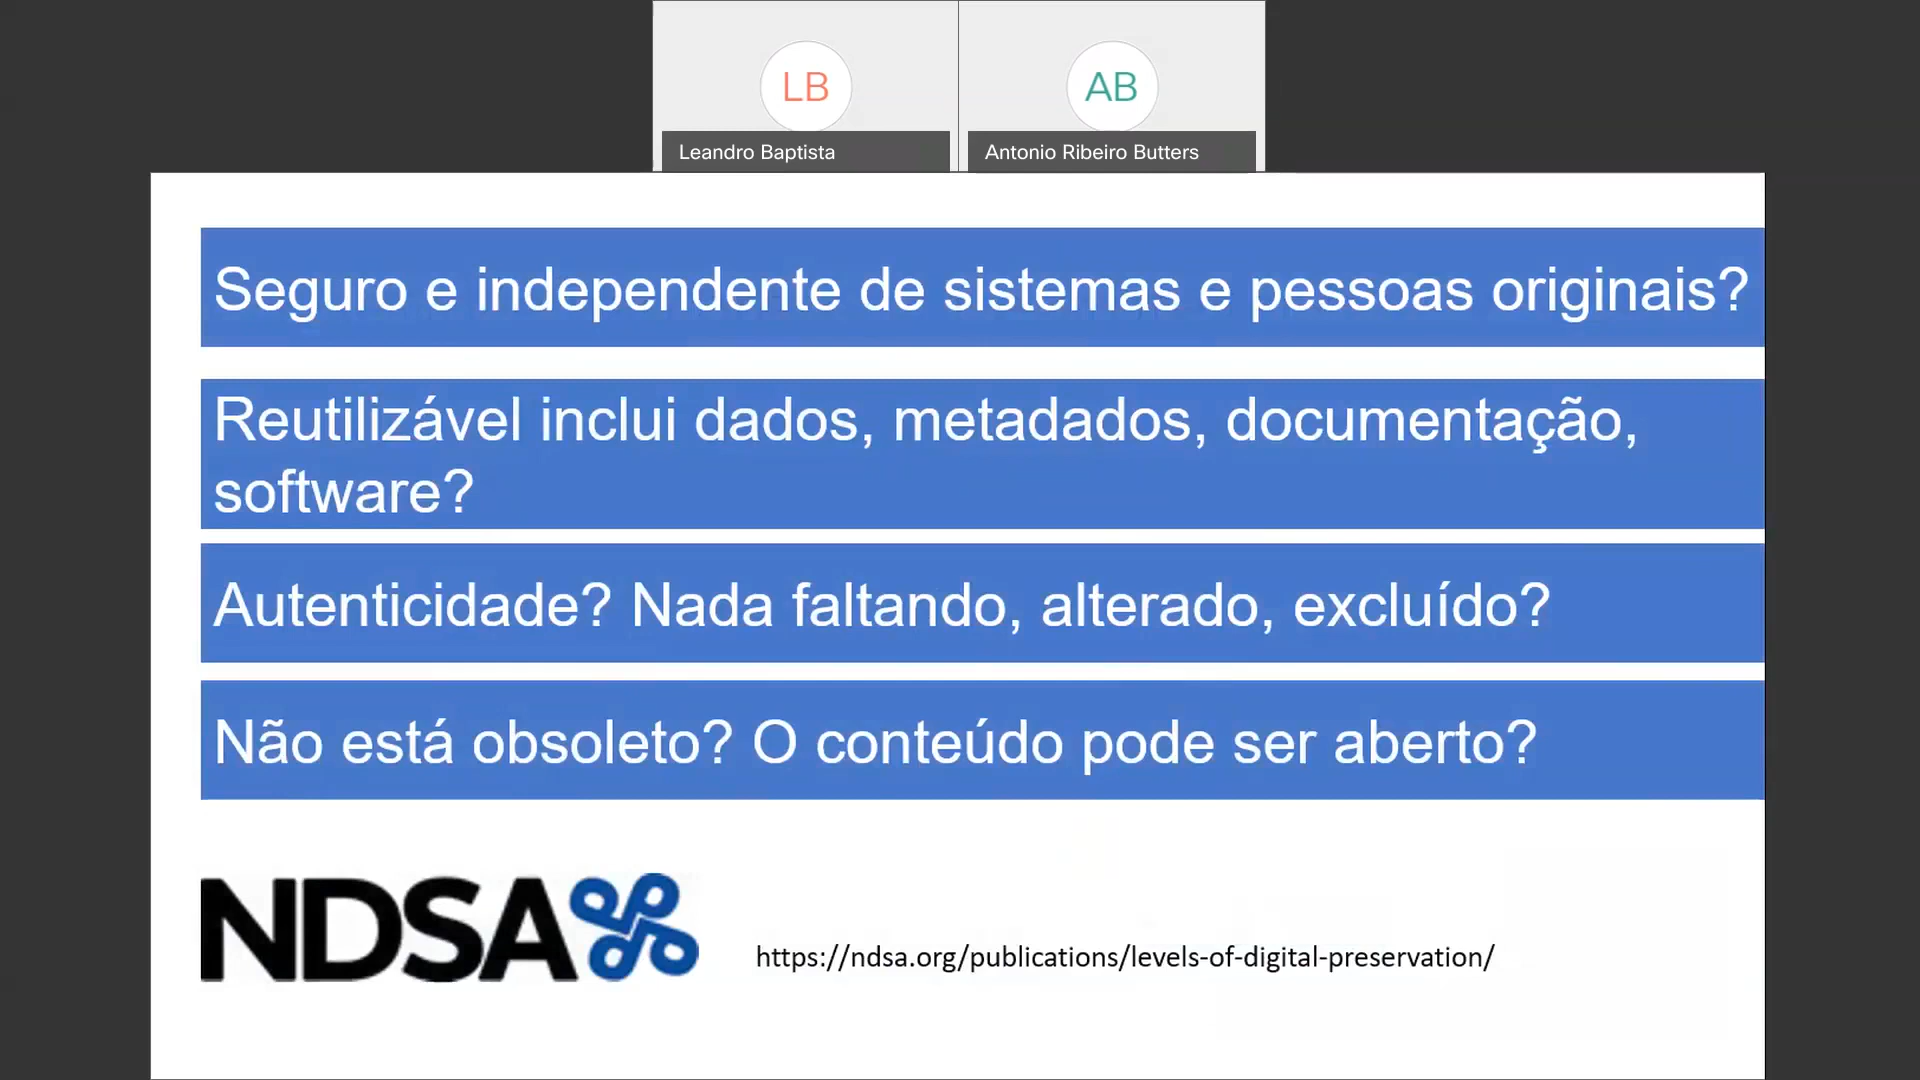 LB
AB
Leandro Baptista
Antonio Ribeiro Butters
Seguro e independente de sistemas e pessoas originais?
Reutilizável inclui dados, metadados, documentação,
software?
Autenticidade? Nada faltando, alterado, excluído?
Não está obsoleto? O conteúdo pode ser aberto?
NDSA
https://ndsa.org/publications/levels-of-digital-preservation/